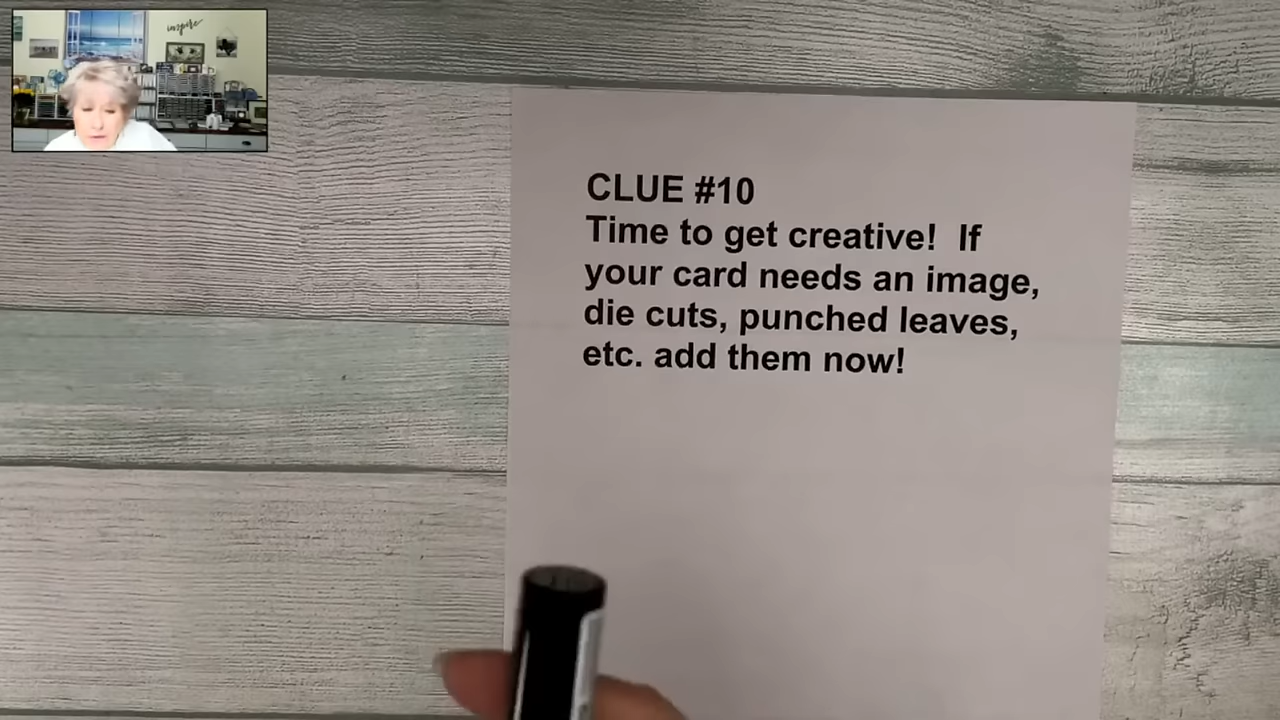 inspire
CLUE #10
Time to get creative!  If
your card needs an image,
die cuts, punched leaves,
etc. add them now!